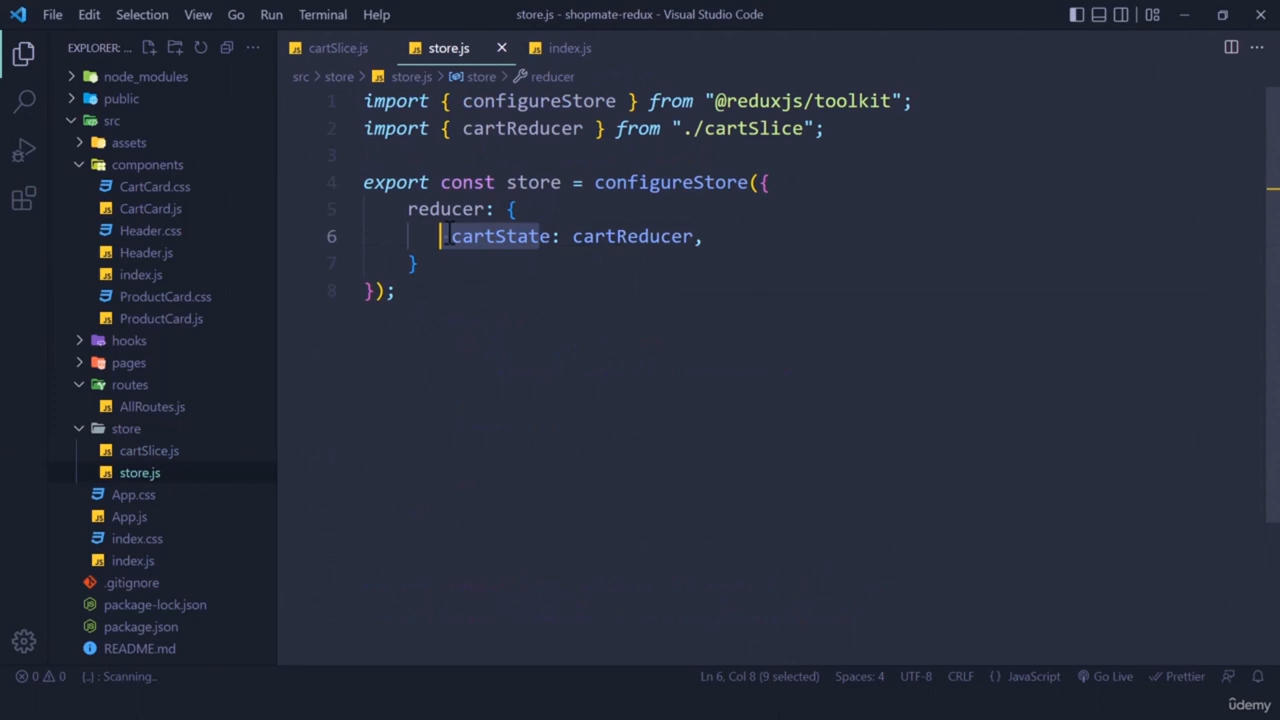 File Edit Selection View Go Run Terminal Help store.js - shopmate-redux - Visual Studio Code
EXPLORER: ...
cartSlice.js store.js index.js
src > store > store.js > store > reducer
node_modules
public
src
assets
components
CartCard.css
CartCard.js
Header.css
Header.js
index.js
ProductCard.css
ProductCard.js
hooks
pages
routes
AllRoutes.js
store
cartSlice.js
store.js
App.css
App.js
index.css
index.js
.gitignore
package-lock.json
package.json
README.md
1 import { configureStore } from "@reduxjs/toolkit";
2 import { cartReducer } from "./cartSlice";
3
4 export const store = configureStore({
5 reducer: {
6 cartState: cartReducer,
7 }
8 });
0 0 {..} : Scanning.. Ln 6, Col 8 (9 selected) Spaces: 4 UTF-8 CRLF {} JavaScript Go Live Prettier
ûdemy